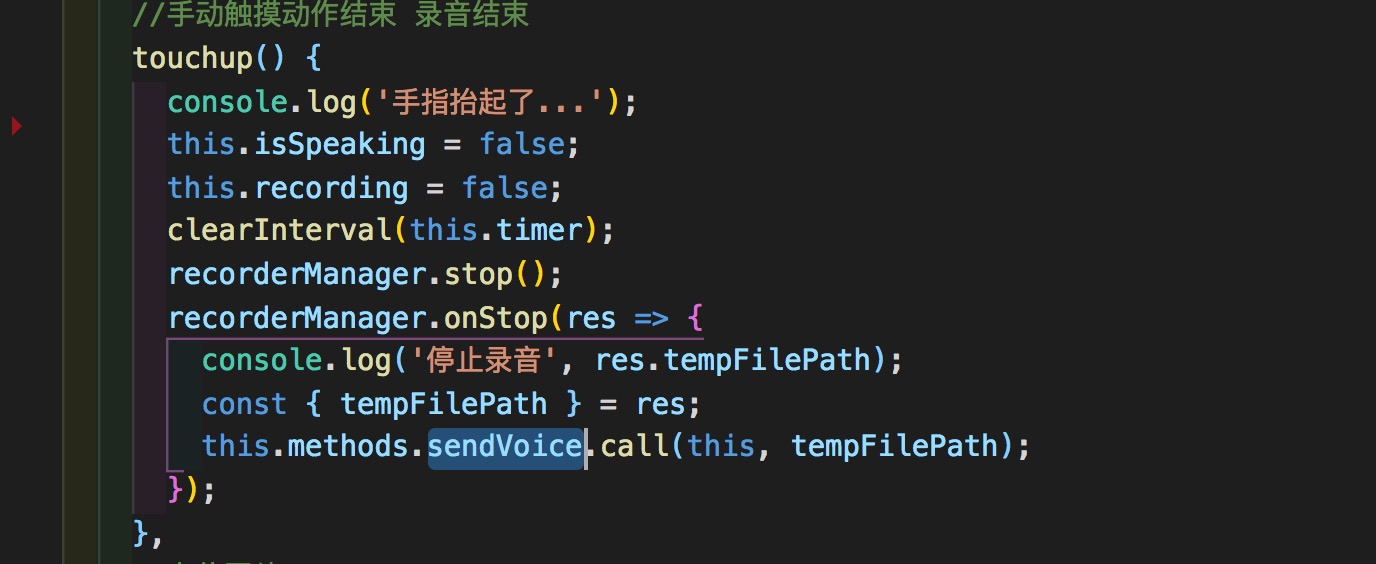 //手动触摸动作结束 录音结束
touchup() {
console.log('手指抬起了...');
this.isSpeaking = false;
this.recording = false;
clearInterval(this.timer);
recorderManager.stop();
recorderManager.onStop(res => {
console.log('停止录音', res.tempFilePath);
const { tempFilePath } = res;
this.methods.sendVoice.call(this, tempFilePath);
});
},